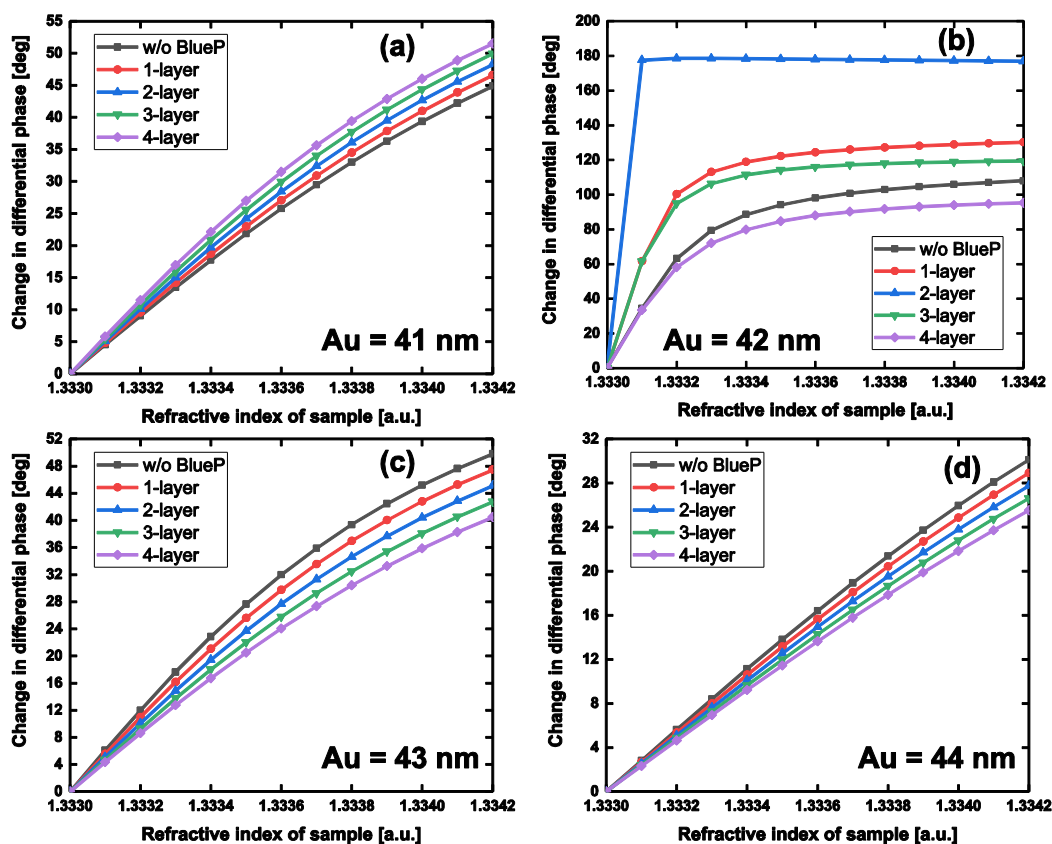 (a)
Change in differential phase [deg]
55
50
45
40
35
30
25
20
15
10
5
0
w/o BlueP
1-layer
2-layer
3-layer
4-layer
Au = 41 nm
1.3330 1.3332 1.3334 1.3336 1.3338 1.3340 1.3342
Refractive index of sample [a.u.]
(b)
Change in differential phase [deg]
200
180
160
140
120
100
80
60
40
20
0
w/o BlueP
1-layer
2-layer
3-layer
4-layer
Au = 42 nm
1.3330 1.3332 1.3334 1.3336 1.3338 1.3340 1.3342
Refractive index of sample [a.u.]
(c)
Change in differential phase [deg]
52
48
44
40
36
32
28
24
20
16
12
8
4
0
w/o BlueP
1-layer
2-layer
3-layer
4-layer
Au = 43 nm
1.3330 1.3332 1.3334 1.3336 1.3338 1.3340 1.3342
Refractive index of sample [a.u.]
(d)
Change in differential phase [deg]
32
28
24
20
16
12
8
4
0
w/o BlueP
1-layer
2-layer
3-layer
4-layer
Au = 44 nm
1.3330 1.3332 1.3334 1.3336 1.3338 1.3340 1.3342
Refractive index of sample [a.u.]